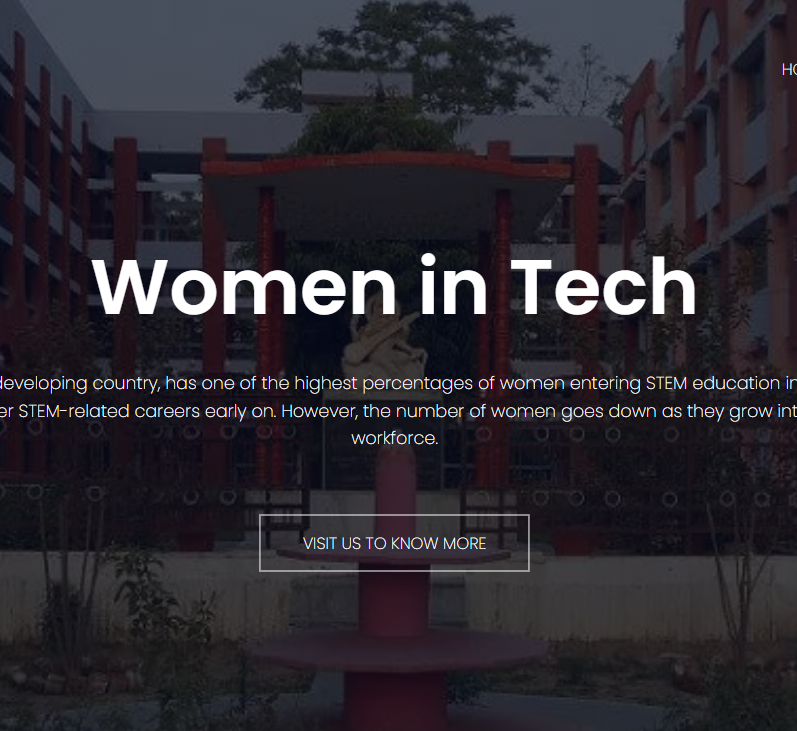 HO
Women in Tech
developing country, has one of the highest percentages of women entering STEM education in
er STEM-related careers early on. However, the number of women goes down as they grow int
workforce.
VISIT US TO KNOW MORE